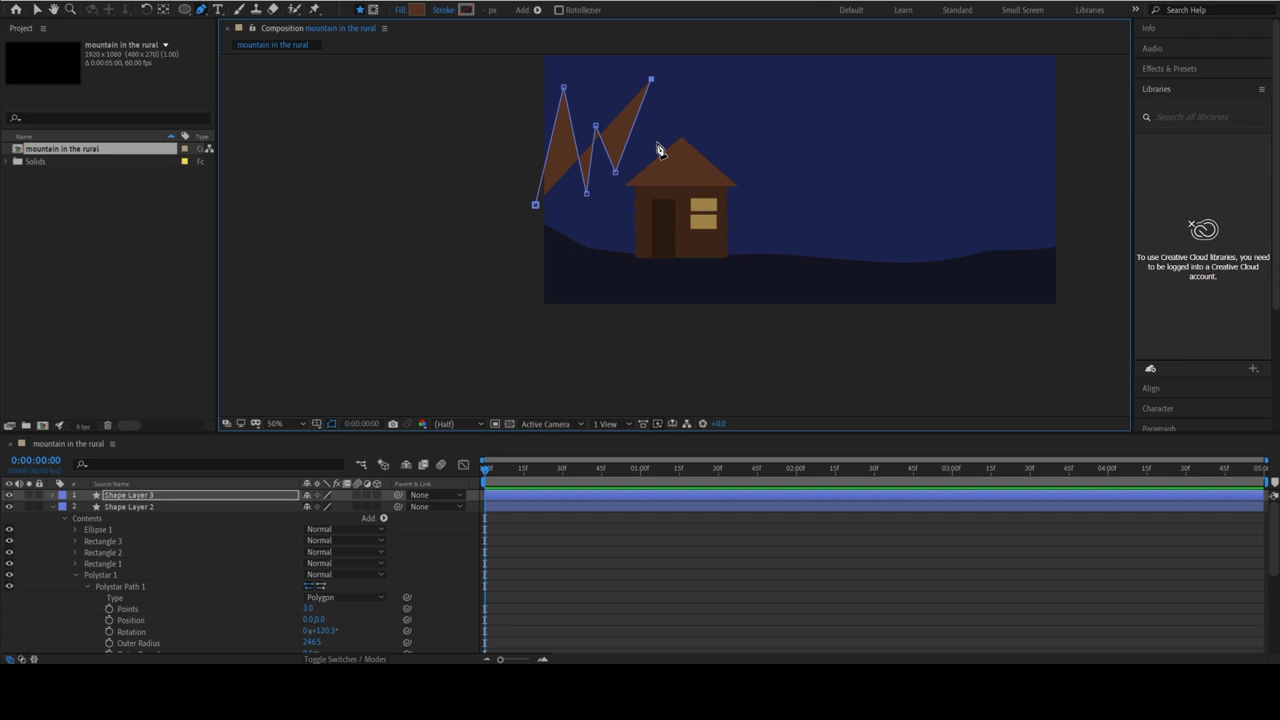 Fill: Stroke: - px Add: RotoBezier Default Learn Standard Small Screen Libraries Search Help
Project
mountain in the rural
1920 x 1080 (480 x 270) (1.00)
Δ 0:00:05:00, 60.00 fps
Name Type
mountain in the rural
Solids
8 bpc
Composition mountain in the rural
mountain in the rural
Info
Audio
Effects & Presets
Libraries
Search all libraries
To use Creative Cloud libraries, you need
to be logged into a Creative Cloud
account.
Align
Character
Paragraph
50% 0:00:00:00 (Half) Active Camera 1 View +0.0
mountain in the rural
0:00:00:00
00000 (60.00 fps)
# Source Name Parent & Link
15f 30f 45f 01:00f 15f 30f 45f 02:00f 15f 30f 45f 03:00f 15f 30f 45f 04:00f 15f 30f 45f
1 Shape Layer 3 None
2 Shape Layer 2 None
Contents Add:
Ellipse 1 Normal
Rectangle 3 Normal
Rectangle 2 Normal
Rectangle 1 Normal
Polystar 1 Normal
Polystar Path 1
Type Polygon
Points 3.0
Position 0.0,0.0
Rotation 0x+120.3°
Outer Radius 246.5
Toggle Switches / Modes